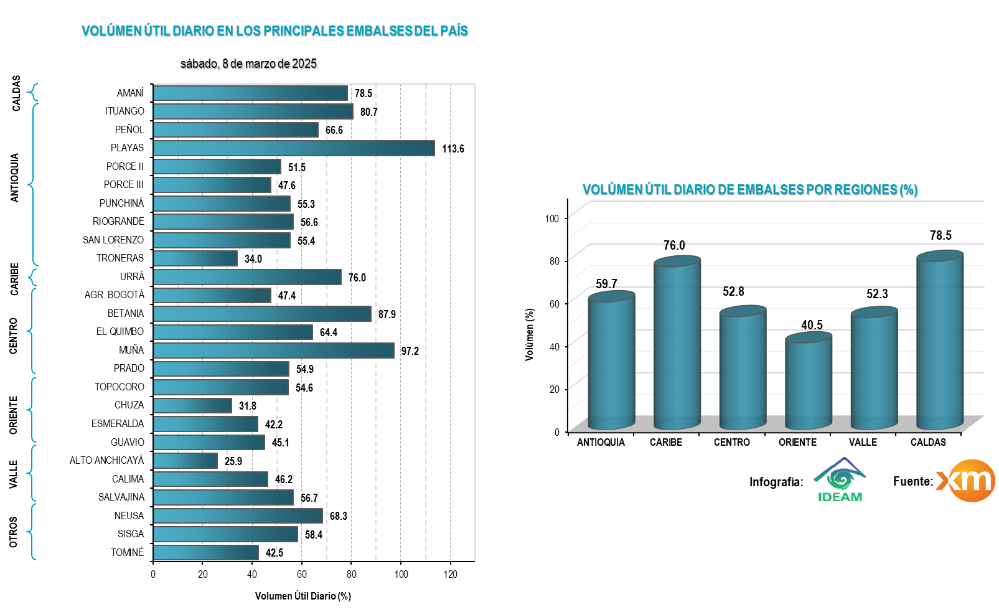 VOLÚMEN ÚTIL DIARIO EN LOS PRINCIPALES EMBALSES DEL PAÍS
sábado, 8 de marzo de 2025
CALDAS
ANTIOQUIA
CARIBE
CENTRO
ORIENTE
VALLE
OTROS
AMANÍ 78.5
ITUANGO 80.7
PEÑOL 66.6
PLAYAS 113.6
PORCE II 51.5
PORCE III 47.6
PUNCHINÁ 55.3
RIOGRANDE 56.6
SAN LORENZO 55.4
TRONERAS 34.0
URRÁ 76.0
AGR. BOGOTÁ 47.4
BETANIA 87.9
EL QUIMBO 64.4
MUÑA 97.2
PRADO 54.9
TOPOCORO 54.6
CHUZA 31.8
ESMERALDA 42.2
GUAVIO 45.1
ALTO ANCHICAYÁ 25.9
CALIMA 46.2
SALVAJINA 56.7
NEUSA 68.3
SISGA 58.4
TOMINÉ 42.5
0 20 40 60 80 100 120
Volumen Útil Diario (%)
VOLÚMEN ÚTIL DIARIO DE EMBALSES POR REGIONES (%)
Volúmen (%)
100
80
60
40
20
0
59.7 76.0 52.8 40.5 52.3 78.5
ANTIOQUIA CARIBE CENTRO ORIENTE VALLE CALDAS
Infografía: IDEAM
Fuente: xm